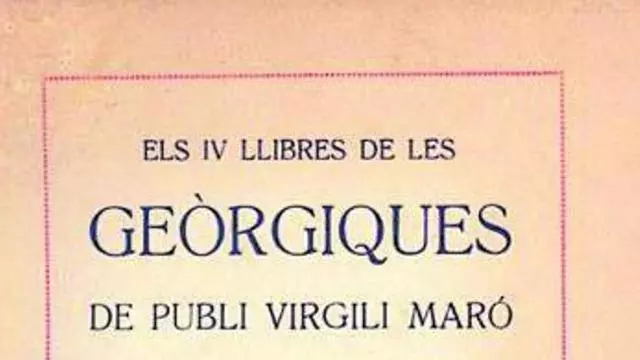 ELS IV LLIBRES DE LES
GEÒRGIQUES
DE PUBLI VIRGILI MARÓ